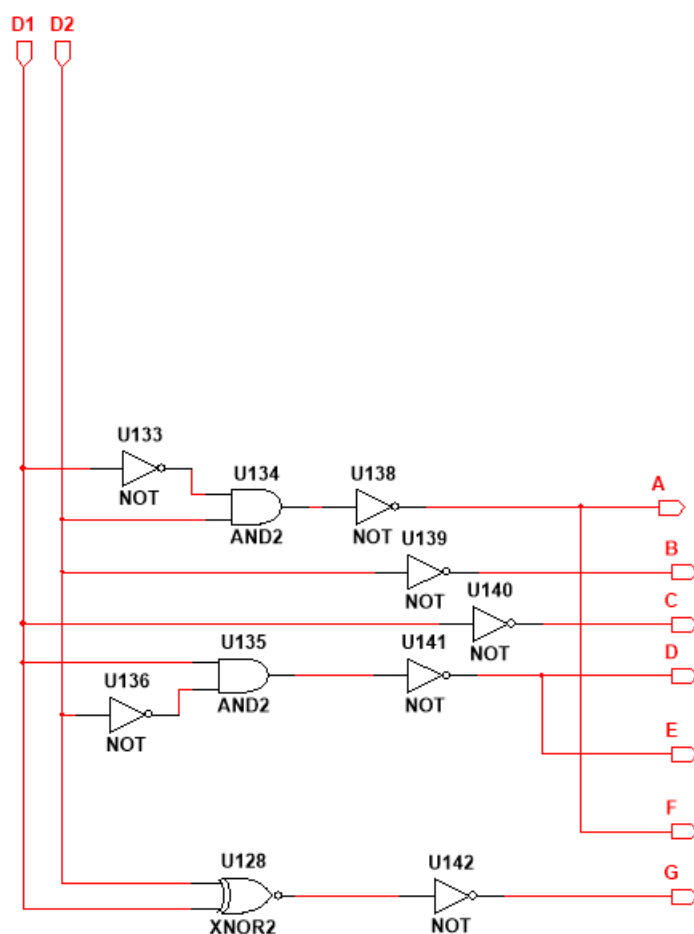 D1 D2
U133
NOT
U134
AND2
U138
NOT
A
U139
NOT
B
U140
NOT
C
U135
AND2
U141
NOT
D
U136
NOT
E
F
U128
XNOR2
U142
NOT
G